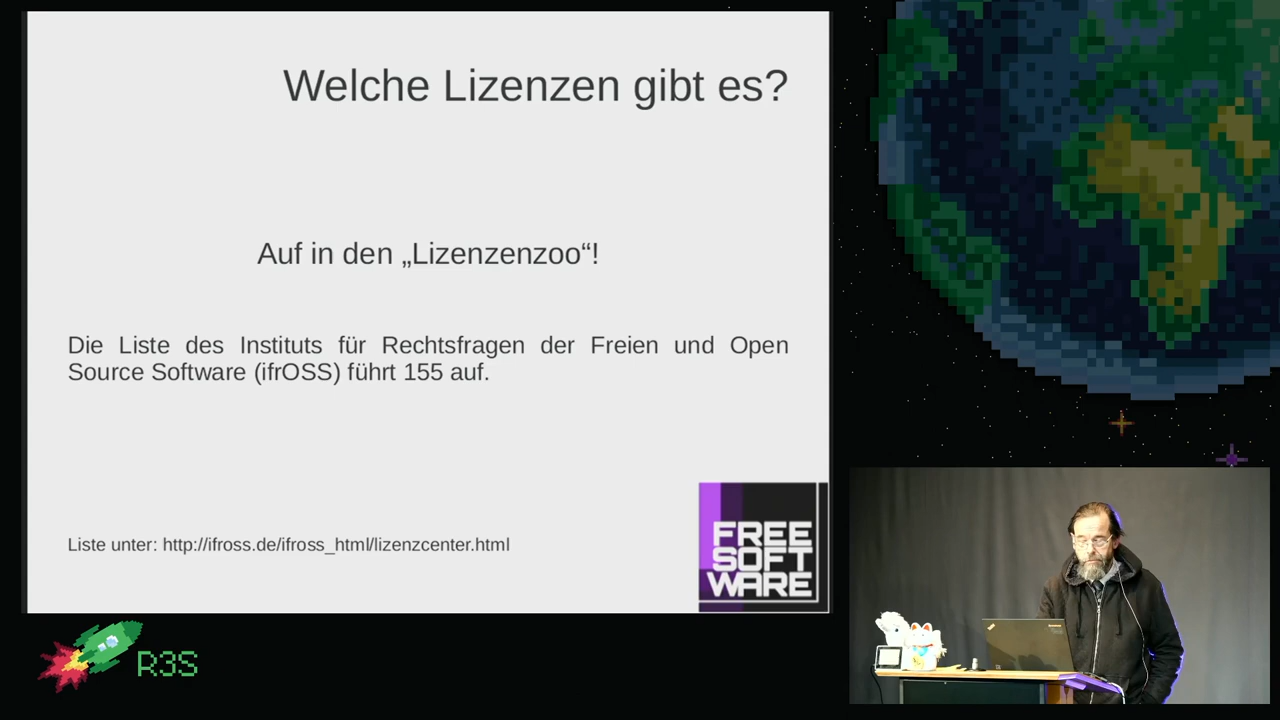 Welche Lizenzen gibt es?
Auf in den „Lizenzenzoo“!
Die Liste des Instituts für Rechtsfragen der Freien und Open
Source Software (ifrOSS) führt 155 auf.
Liste unter: http://ifross.de/ifross_html/lizenzcenter.html
FREE
SOFT
WARE
R3S